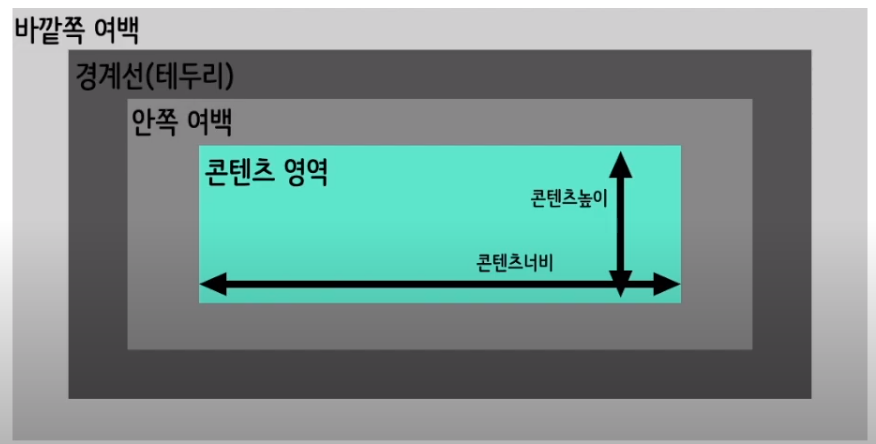 바깥쪽 여백
경계선(테두리)
안쪽 여백
콘텐츠 영역
콘텐츠높이
콘텐츠너비